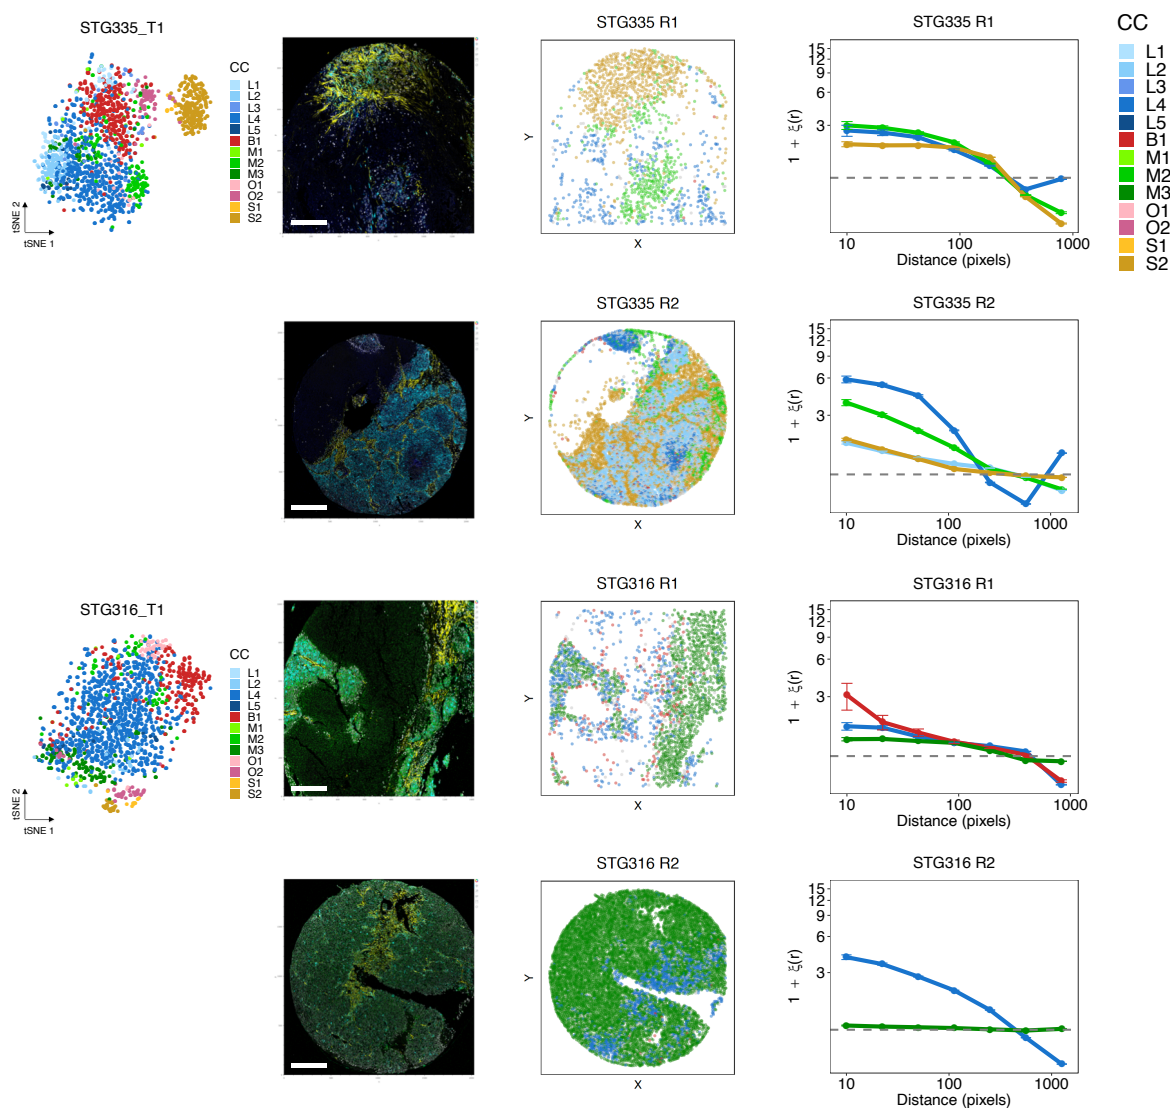 STG335_T1
CC
L1
L2
L3
L4
L5
B1
M1
M2
M3
O1
O2
S1
S2
tSNE 2
tSNE 1
STG335 R1
Y
X
STG335 R1
1 + ξ(r)
15
12
9
6
3
10
100
1000
Distance (pixels)
CC
L1
L2
L3
L4
L5
B1
M1
M2
M3
O1
O2
S1
S2
STG335 R2
Y
X
STG335 R2
1 + ξ(r)
15
12
9
6
3
10
100
1000
Distance (pixels)
STG316_T1
CC
L1
L2
L4
L5
B1
M1
M2
M3
O1
O2
S1
S2
tSNE 2
tSNE 1
STG316 R1
Y
X
STG316 R1
1 + ξ(r)
15
12
9
6
3
10
100
1000
Distance (pixels)
STG316 R2
Y
X
STG316 R2
1 + ξ(r)
15
12
9
6
3
10
100
1000
Distance (pixels)